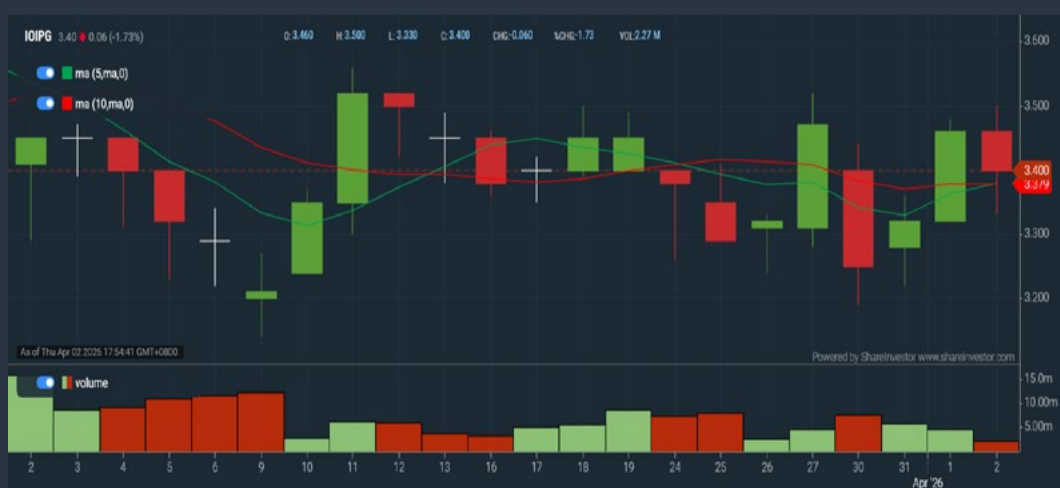 IOIPG 3.40 0.06 (-1.73%) O:3.460 H:3.500 L:3.330 C:3.400 CHG:-0.060 %CHG:-1.73 VOL:2.27 M
ma (5,ma,0)
ma (10,ma,0)
3.600
3.500
3.400
3.379
3.300
3.200
As of Thu Apr 02 2026 17:54:41 GMT+0800
Powered by ShareInvestor www.shareinvestor.com
volume
15.0m
10.00m
5.00m
2 3 4 5 6 9 10 11 12 13 16 17 18 19 24 25 26 27 30 31 1 2
Apr '26